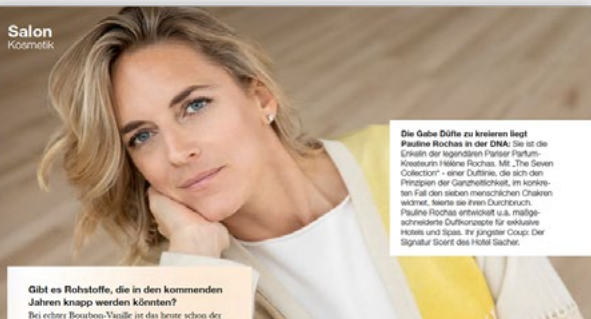 Salon
Kosmetik
Die Gabe Düfte zu kreieren liegt
Pauline Rochas in der DNA: Sie ist die
Enkelin der legendären Pariser Parfum-
Kreateurin Hélène Rochas. Mit „The Seven
Collection“ - einer Duftlinie, die sich den
Prinzipien der Ganzheitlichkeit, im konkre-
ten Fall den sieben menschlichen Chakren
widmet, feierte sie ihren Durchbruch.
Pauline Rochas entwickelt u.a. maßge-
schneiderte Duftkonzepte für exklusive
Hotels und Spas. Ihr jüngster Coup: Der
Signatur Scent des Hotel Sacher.
Gibt es Rohstoffe, die in den kommenden
Jahren knapp werden könnten?
Bei echter Bourbon-Vanille ist das heute schon der